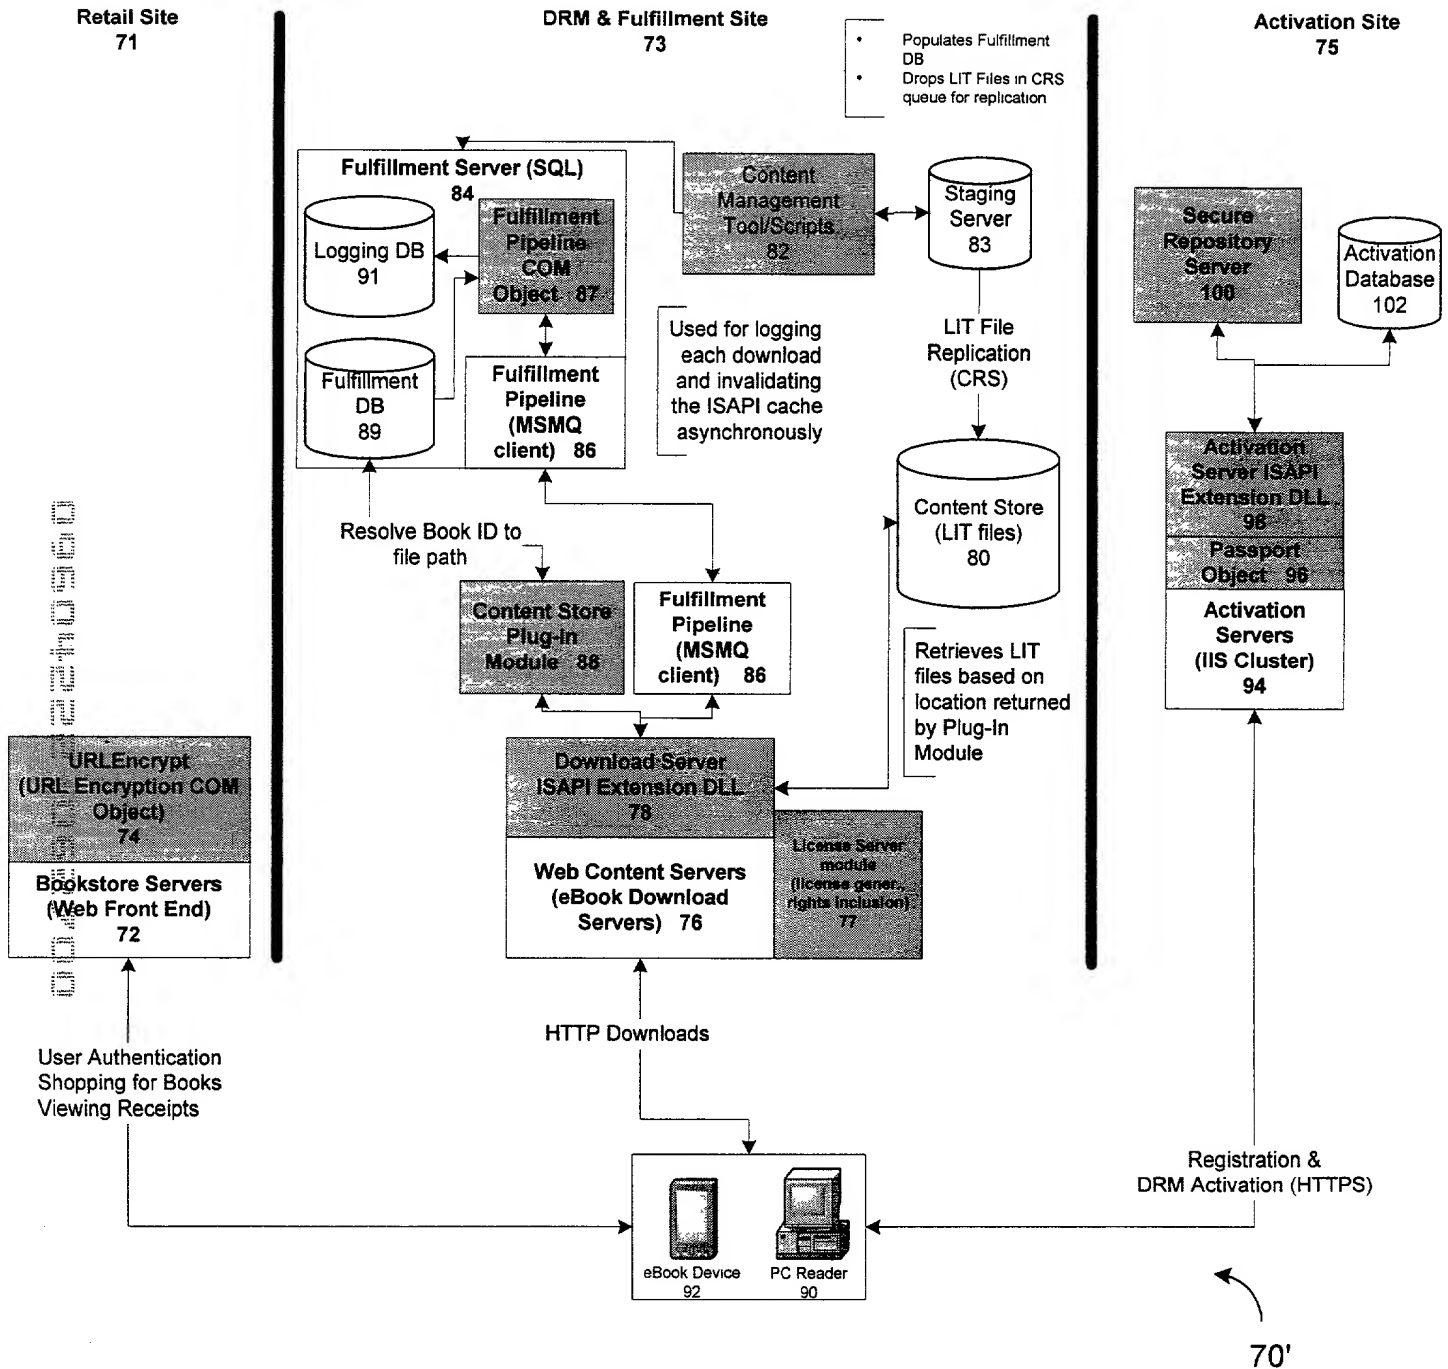 Retail Site
71
DRM & Fulfillment Site
73
Activation Site
75
• Populates Fulfillment
DB
• Drops LIT Files in CRS
queue for replication
Fulfillment Server (SQL)
84
Logging DB
91
Fulfillment
Pipeline
COM
Object 87
Fulfillment
DB
89
Fulfillment
Pipeline
(MSMQ
client) 86
Content
Management
Tool/Scripts
82
Staging
Server
83
Used for logging
each download
and invalidating
the ISAPI cache
asynchronously
LIT File
Replication
(CRS)
Content Store
(LIT files)
80
Secure
Repository
Server
100
Activation
Database
102
Activation
Server ISAPI
Extension DLL
98
Passport
Object 96
Activation
Servers
(IIS Cluster)
94
Resolve Book ID to
file path
Content Store
Plug-In
Module 88
Fulfillment
Pipeline
(MSMQ
client) 86
Retrieves LIT
files based on
location returned
by Plug-In
Module
URLEncrypt
(URL Encryption COM
Object)
74
Bookstore Servers
(Web Front End)
72
Download Server
ISAPI Extension DLL
78
Web Content Servers
(eBook Download
Servers) 76
License Server
module
(license gener.,
rights inclusion)
77
User Authentication
Shopping for Books
Viewing Receipts
HTTP Downloads
Registration &
DRM Activation (HTTPS)
eBook Device
92
PC Reader
90
70'